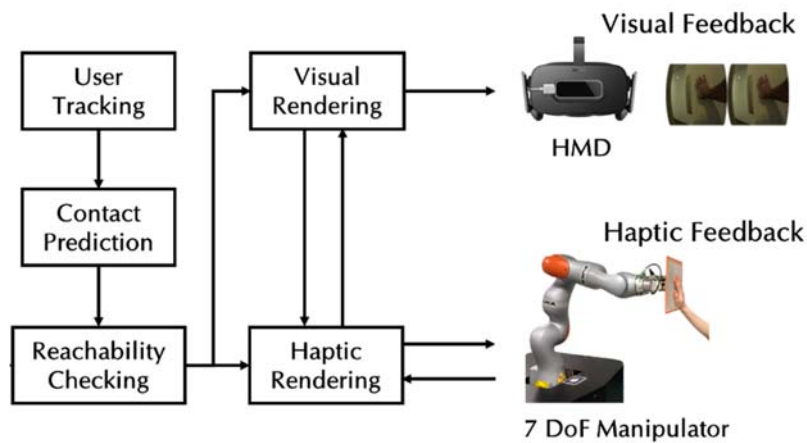 User
Tracking
Contact
Prediction
Reachability
Checking
Visual
Rendering
Haptic
Rendering
Visual Feedback
HMD
Haptic Feedback
7 DoF Manipulator